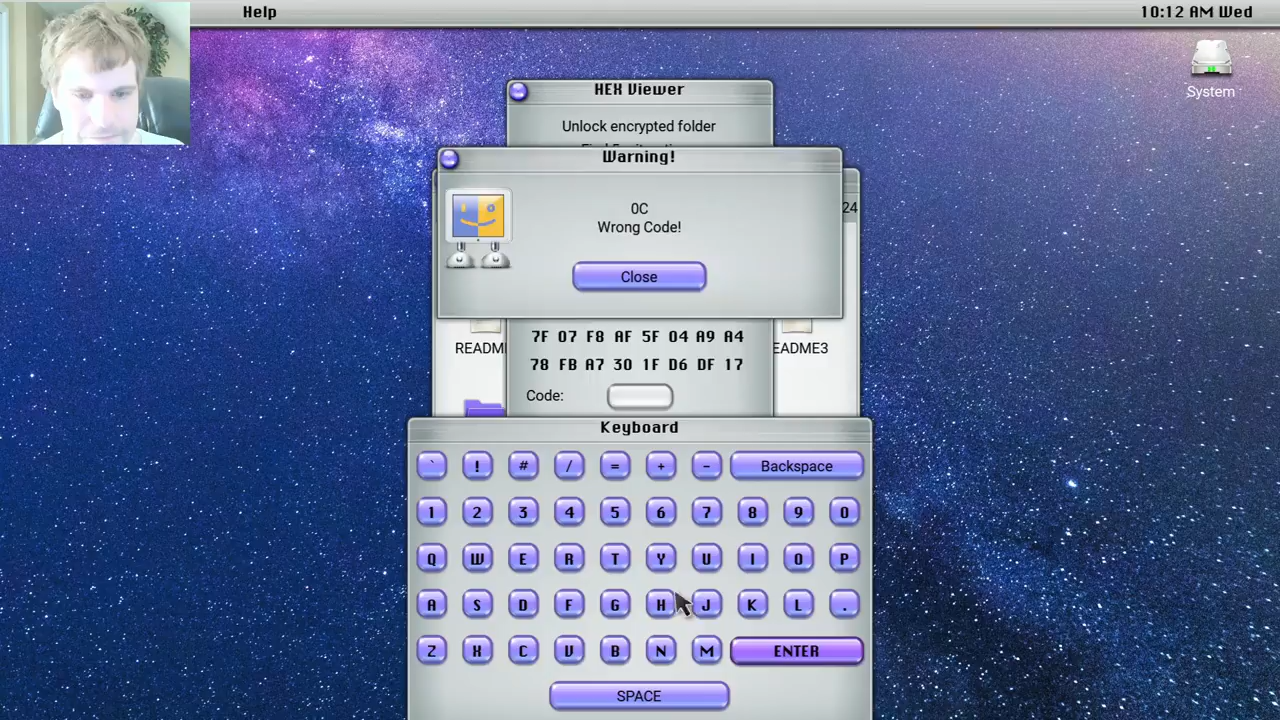 Help
10:12 AM Wed
System
HEX Viewer
Unlock encrypted folder
Warning!
24
0C
Wrong Code!
Close
7F 07 F8 AF 5F 04 A9 A4
READM
EADME3
78 FB A7 30 1F D6 DF 17
Code:
Keyboard
` ! # / = + - Backspace
1 2 3 4 5 6 7 8 9 0
Q W E R T Y U I O P
A S D F G H J K L .
Z X C V B N M ENTER
SPACE